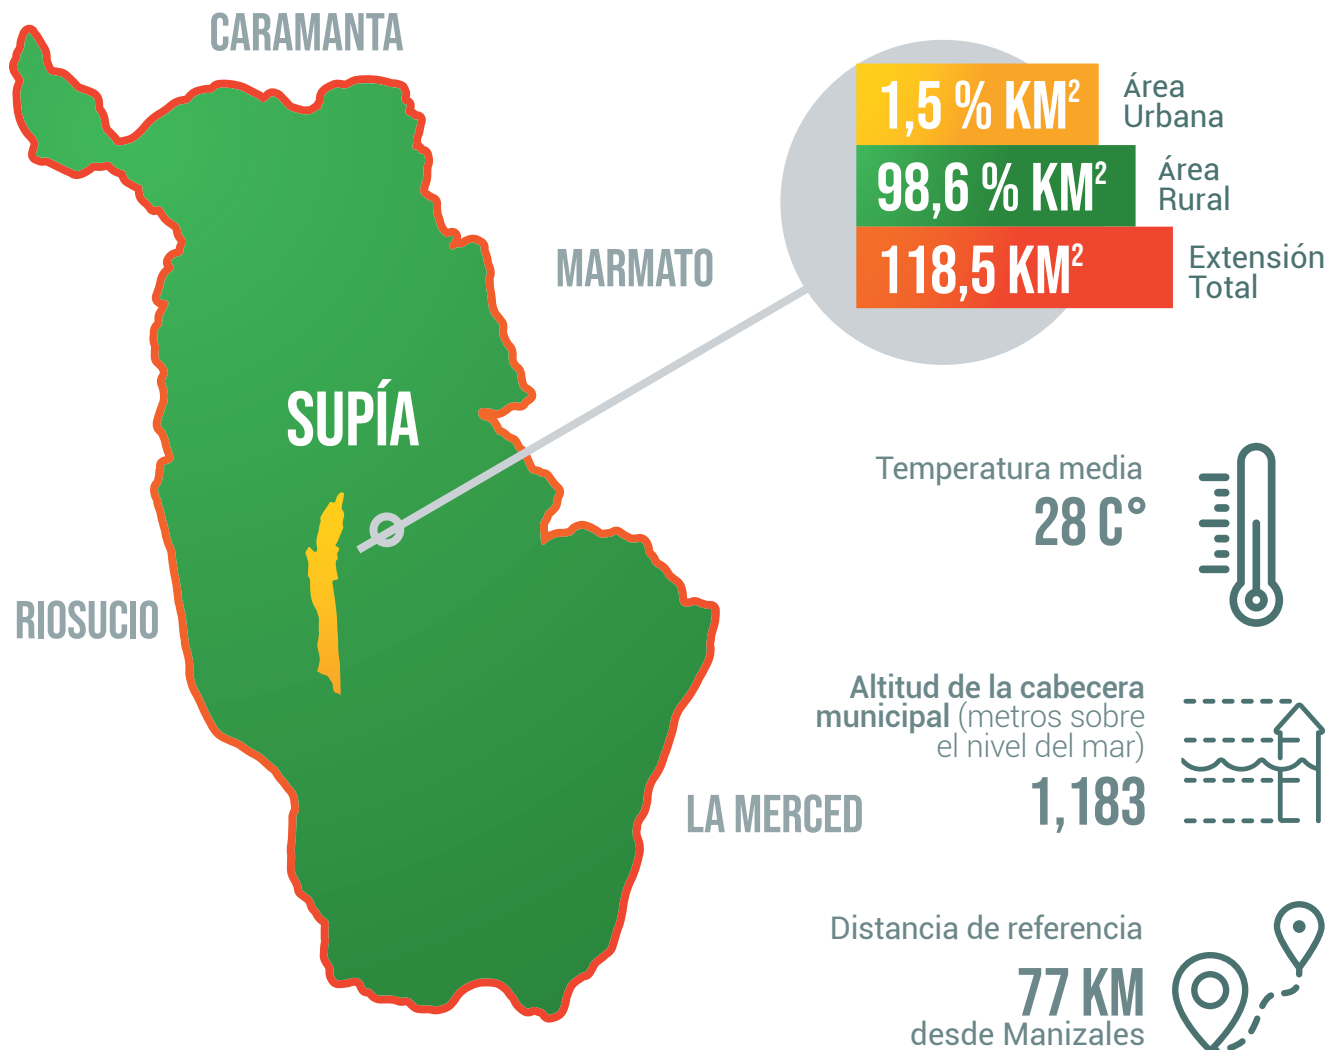 CARAMANTA
1,5 % KM²
Área
Urbana
98,6 % KM²
Área
Rural
118,5 KM²
Extensión
Total
MARMATO
SUPÍA
RIOSUCIO
LA MERCED
Temperatura media
28 C°
Altitud de la cabecera
municipal (metros sobre
el nivel del mar)
1,183
Distancia de referencia
77 KM
desde Manizales